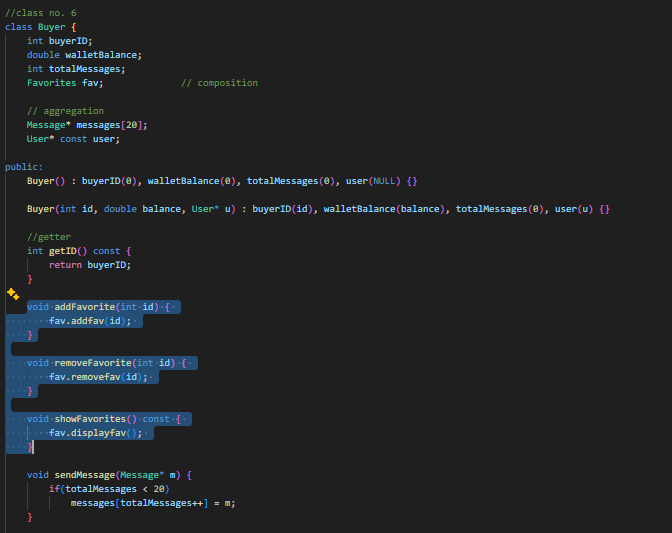 //class no. 6
class Buyer {
    int buyerID;
    double walletBalance;
    int totalMessages;
    Favorites fav;              // composition
    // aggregation
    Message* messages[20];
    User* const user;
public:
    Buyer() : buyerID(0), walletBalance(0), totalMessages(0), user(NULL) {}
    Buyer(int id, double balance, User* u) : buyerID(id), walletBalance(balance), totalMessages(0), user(u) {}
    //getter
    int getID() const {
        return buyerID;
    }
    void addFavorite(int id) {
        fav.addfav(id);
    }
    void removeFavorite(int id) {
        fav.removefav(id);
    }
    void showFavorites() const {
        fav.displayfav();
    }
    void sendMessage(Message* m) {
        if(totalMessages < 20)
            messages[totalMessages++] = m;
    }